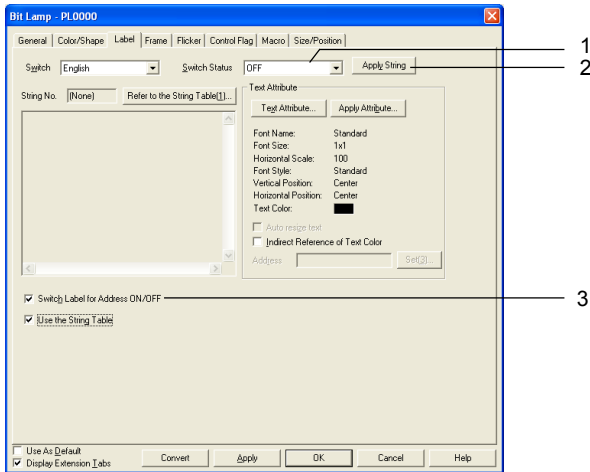 Bit Lamp - PL0000
General Color/Shape Label Frame Flicker Control Flag Macro Size/Position
1
Switch English Switch Status OFF Apply String
2
String No. (None) Refer to the String Table[1]...
Text Attribute
Text Attribute... Apply Attribute...
Font Name: Standard
Font Size: 1x1
Horizontal Scale: 100
Font Style: Standard
Vertical Position: Center
Horizontal Position: Center
Text Color:
Auto resize text
Indirect Reference of Text Color
Address Set[3]...
Switch Label for Address ON/OFF
3
Use the String Table
Use As Default
Display Extension Tabs
Convert Apply OK Cancel Help